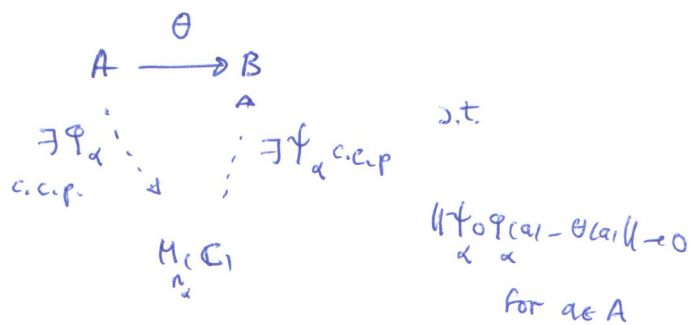 θ
A → B
∃φ_α ∃ψ_α c.c.p
c.c.p.
s.t.
M_{n_α}(ℂ)
‖ψ_α∘φ_α(a) - θ(a)‖→0
for a∈A